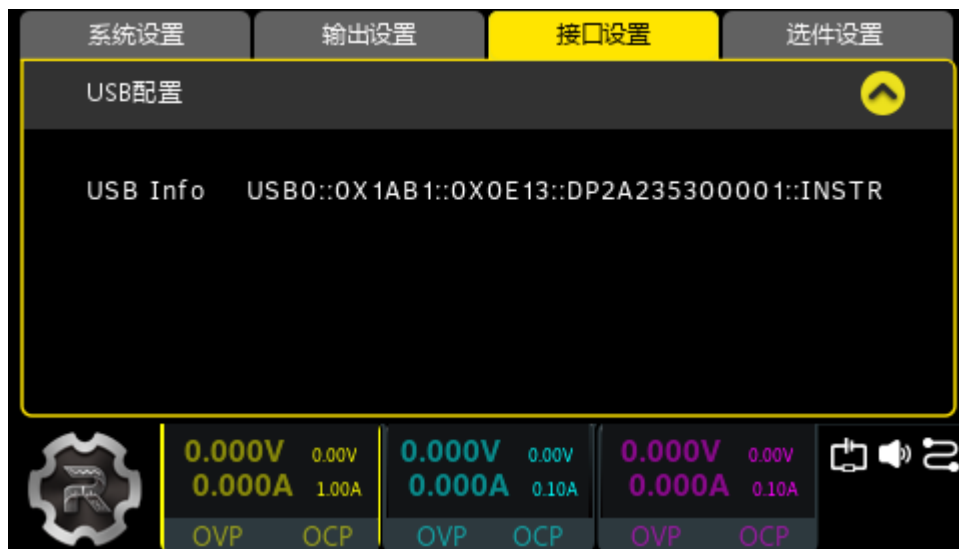 系统设置 输出设置 接口设置 选件设置
USB配置
USB Info USB0::0X1AB1::0X0E13::DP2A235300001::INSTR
0.000V 0.00V 0.000V 0.00V 0.000V 0.00V
0.000A 1.00A 0.000A 0.10A 0.000A 0.10A
OVP OCP OVP OCP OVP OCP